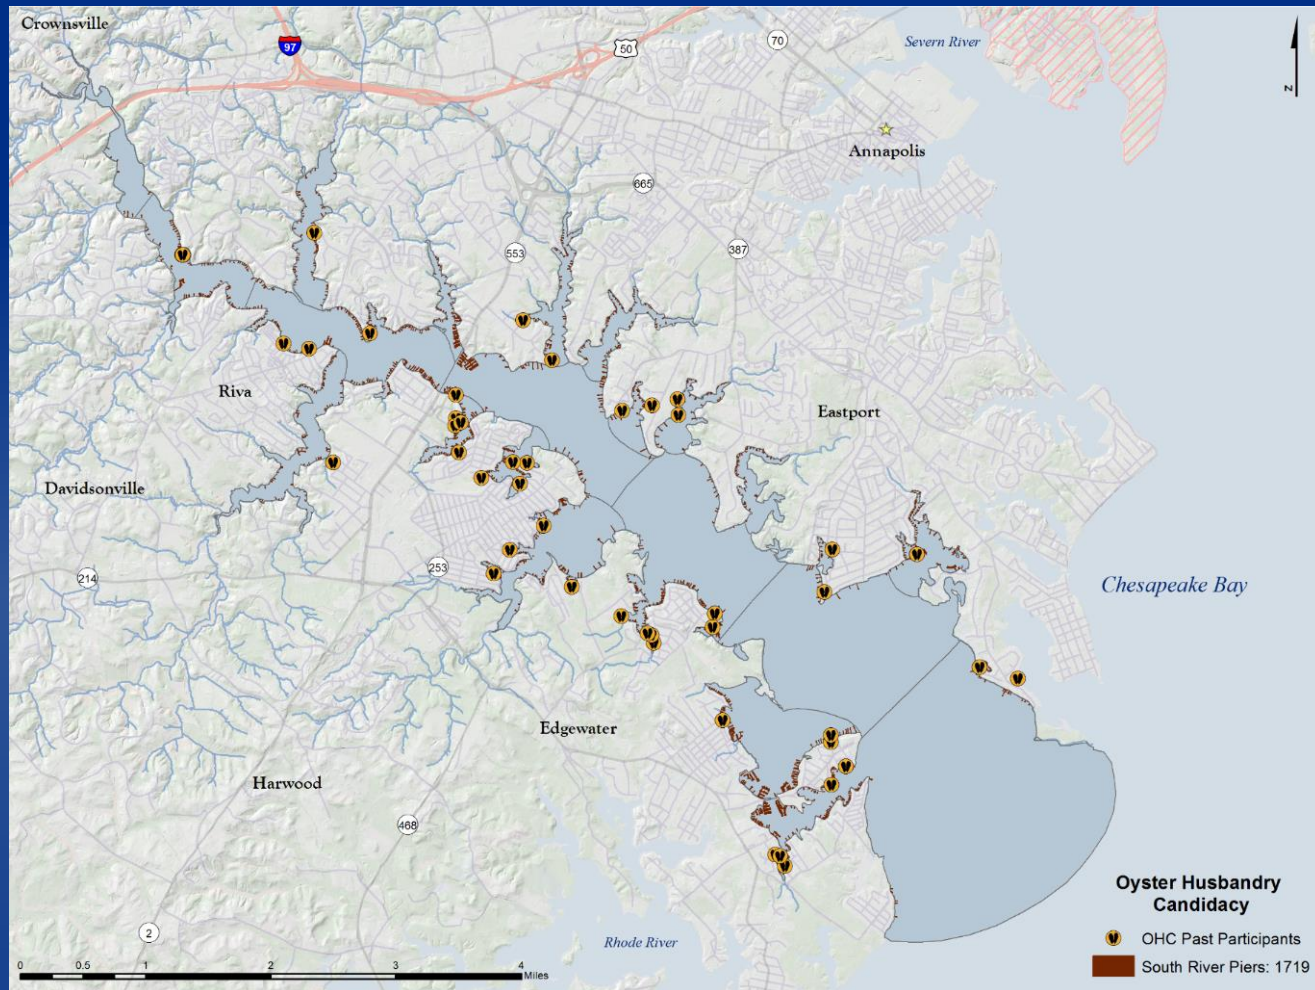 Crownsville
97
50
70
Severn River
N
Annapolis
665
553
387
Riva
Eastport
Davidsonville
253
214
Chesapeake Bay
Edgewater
Harwood
468
Oyster Husbandry
Candidacy
2
Rhode River
OHC Past Participants
0 0.5 1 2 3 4
Miles
South River Piers: 1719